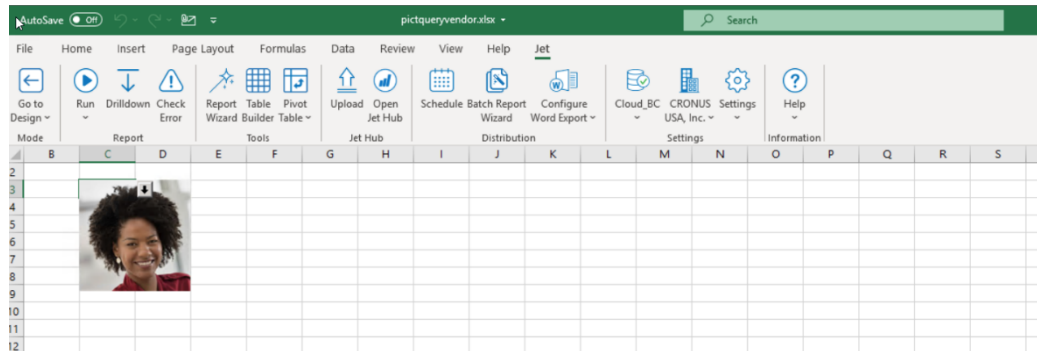 AutoSave Off pictqueryvendor.xlsx Search
File Home Insert Page Layout Formulas Data Review View Help Jet
Go to Run Drilldown Check Report Table Pivot Upload Open Schedule Batch Report Configure Cloud_BC CRONUS Settings Help
Design Error Wizard Builder Table Jet Hub Wizard Word Export USA, Inc.
Mode Report Tools Jet Hub Distribution Settings Information
B C D E F G H I J K L M N O P Q R S
2
3
4
5
6
7
8
9
10
11
12